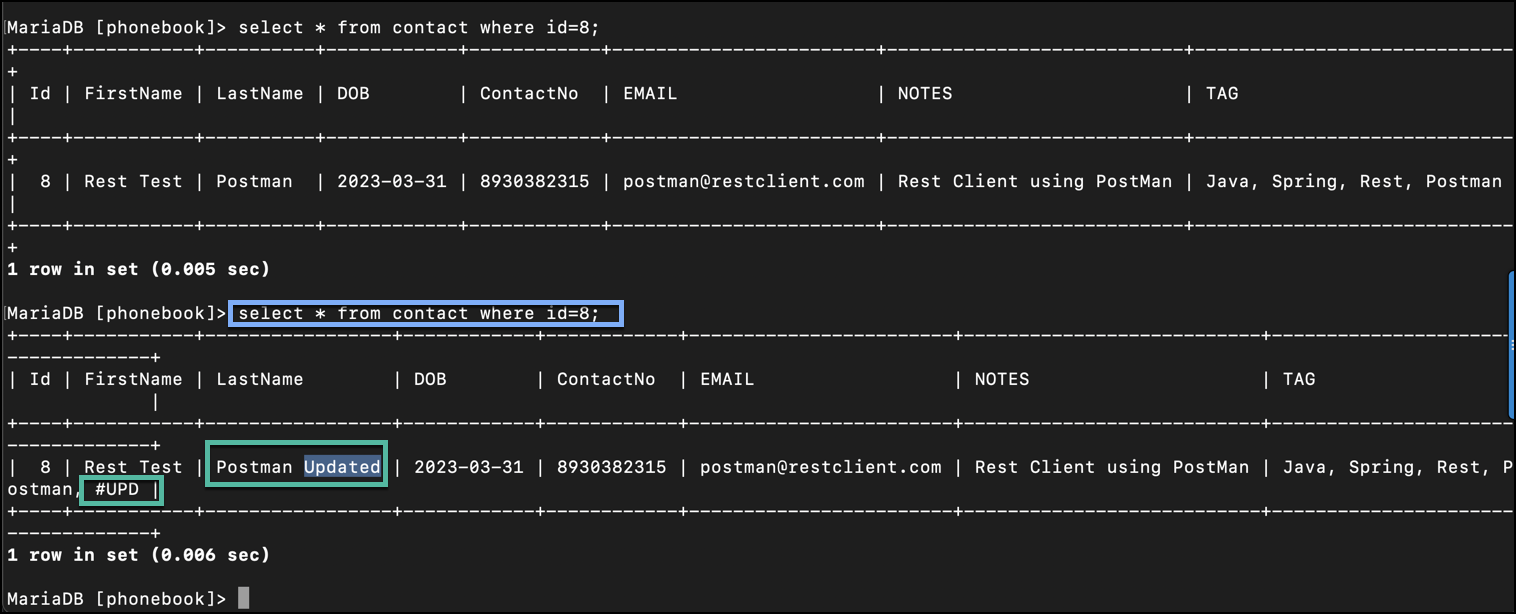 MariaDB [phonebook]> select * from contact where id=8;
+----+-----------+----------+------------+------------+------------------------+---------------------------+-----------------------------
+
| Id | FirstName | LastName | DOB        | ContactNo  | EMAIL                  | NOTES                     | TAG
|
+----+-----------+----------+------------+------------+------------------------+---------------------------+-----------------------------
+
|  8 | Rest Test | Postman  | 2023-03-31 | 8930382315 | postman@restclient.com | Rest Client using PostMan | Java, Spring, Rest, Postman
|
+----+-----------+----------+------------+------------+------------------------+---------------------------+-----------------------------
+
1 row in set (0.005 sec)
MariaDB [phonebook]> select * from contact where id=8;
+----+-----------+-----------------+------------+------------+------------------------+---------------------------+----------------------
-------------+
| Id | FirstName | LastName        | DOB        | ContactNo  | EMAIL                  | NOTES                     | TAG
             |
+----+-----------+-----------------+------------+------------+------------------------+---------------------------+----------------------
-------------+
|  8 | Rest Test | Postman Updated | 2023-03-31 | 8930382315 | postman@restclient.com | Rest Client using PostMan | Java, Spring, Rest, P
ostman, #UPD |
+----+-----------+-----------------+------------+------------+------------------------+---------------------------+----------------------
-------------+
1 row in set (0.006 sec)
MariaDB [phonebook]>